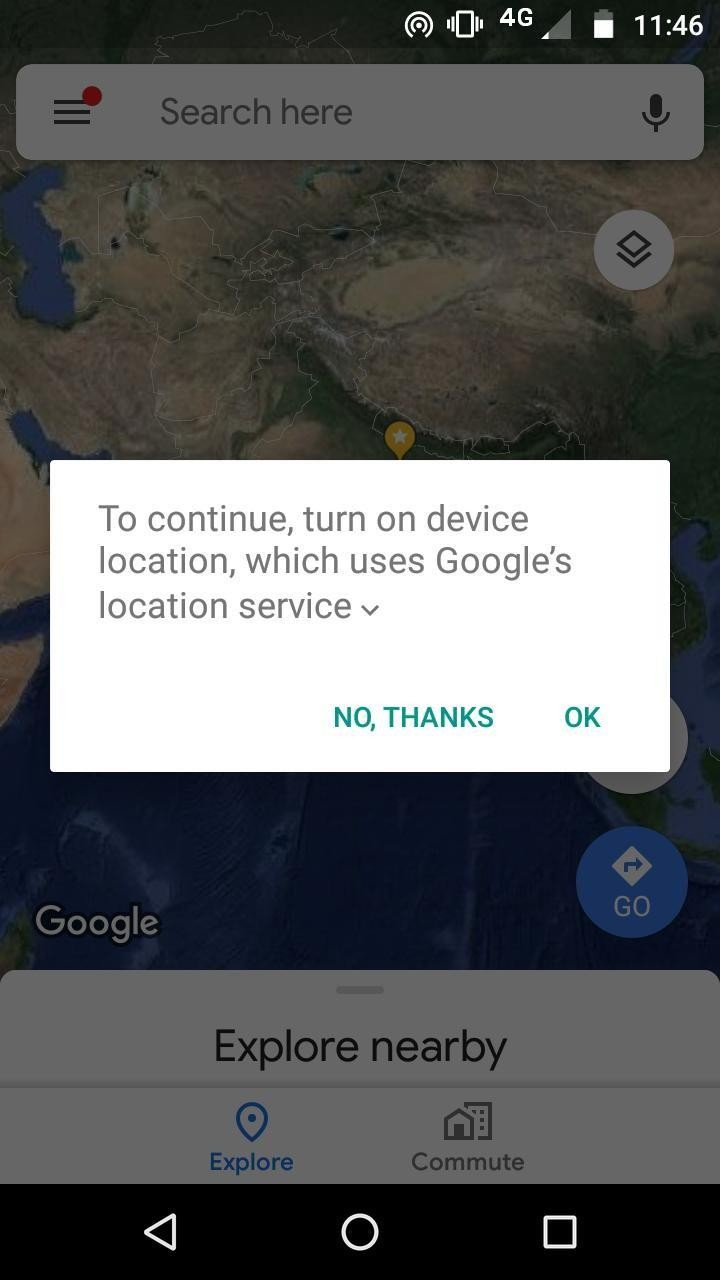 4G 11:46
Search here
To continue, turn on device
location, which uses Google’s
location service
NO, THANKS OK
GO
Google
Explore nearby
Explore Commute